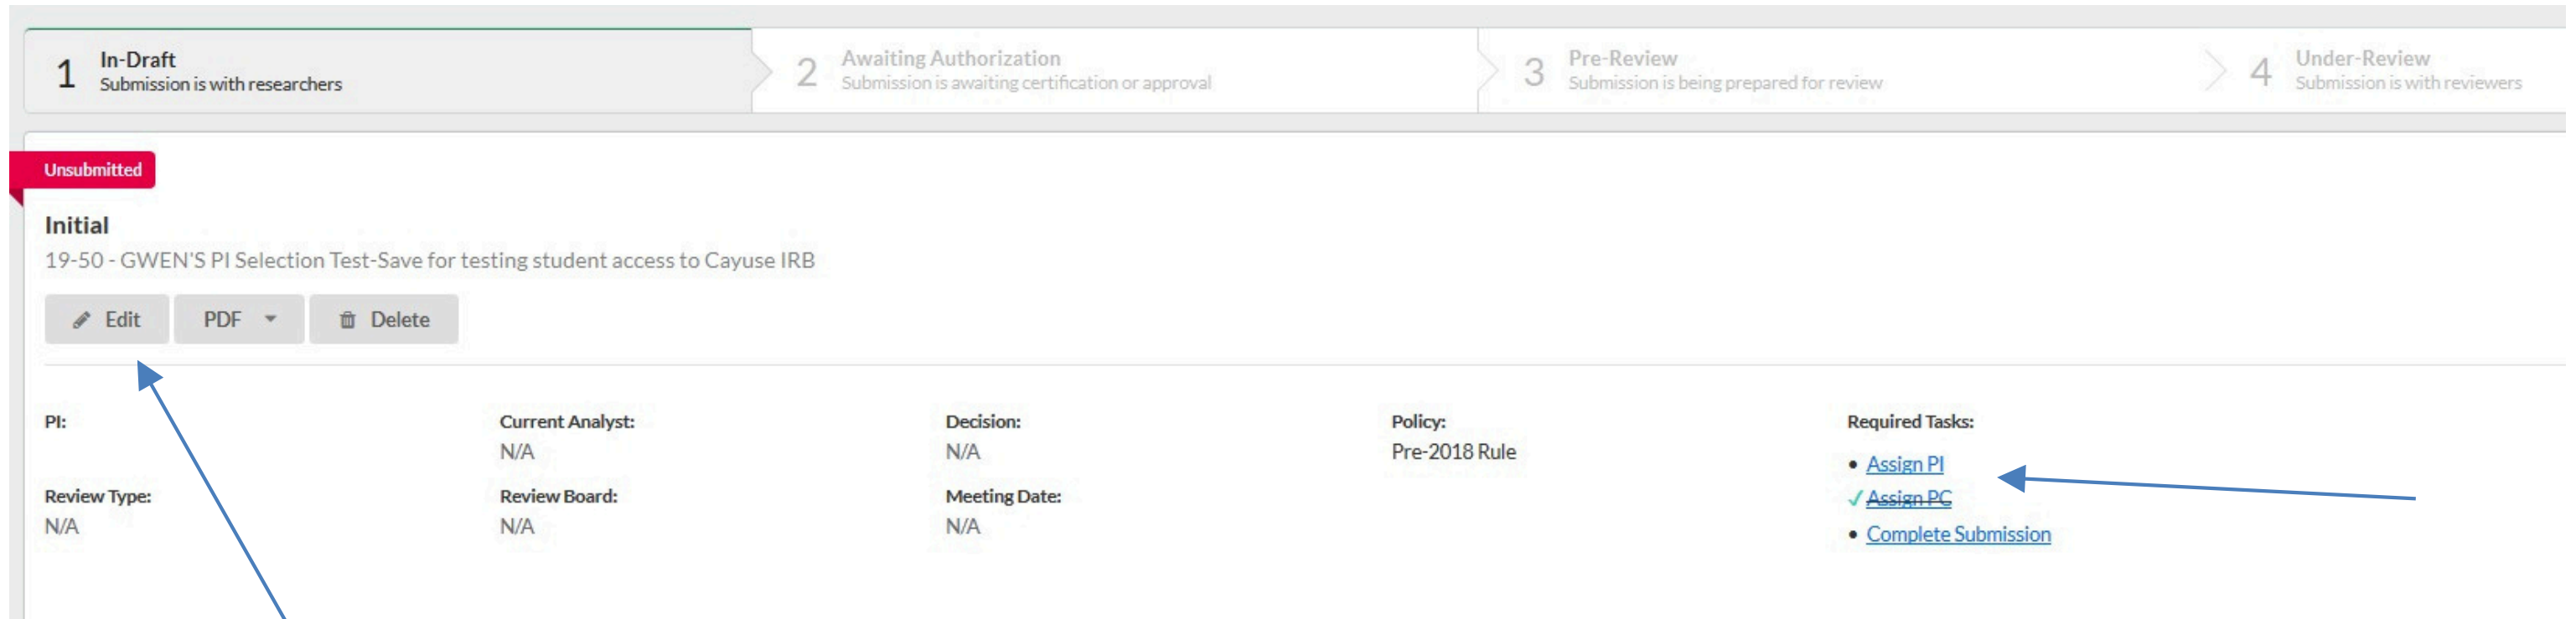 1
In-Draft
Submission is with researchers
2
Awaiting Authorization
Submission is awaiting certification or approval
3
Pre-Review
Submission is being prepared for review
4
Under-Review
Submission is with reviewers
Unsubmitted
Initial
19-50 - GWEN'S PI Selection Test-Save for testing student access to Cayuse IRB
Edit
PDF
Delete
PI:
Current Analyst:
N/A
Decision:
N/A
Policy:
Pre-2018 Rule
Required Tasks:
• Assign PI
✓ Assign PC
• Complete Submission
Review Type:
N/A
Review Board:
N/A
Meeting Date:
N/A